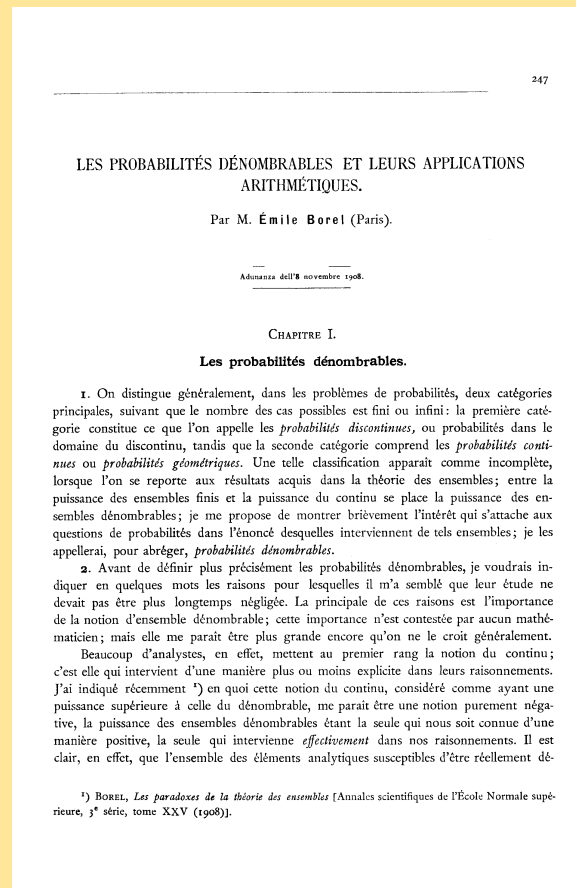 247
LES PROBABILITÉS DÉNOMBRABLES ET LEURS APPLICATIONS
ARITHMÉTIQUES.
Par M. Émile Borel (Paris).
Adunanza dell'8 novembre 1908.
CHAPITRE I.
Les probabilités dénombrables.
1. On distingue généralement, dans les problèmes de probabilités, deux catégories
principales, suivant que le nombre des cas possibles est fini ou infini: la première caté-
gorie constitue ce que l'on appelle les probabilités discontinues, ou probabilités dans le
domaine du discontinu, tandis que la seconde catégorie comprend les probabilités conti-
nues ou probabilités géométriques. Une telle classification apparaît comme incomplète,
lorsque l'on se reporte aux résultats acquis dans la théorie des ensembles; entre la
puissance des ensembles finis et la puissance du continu se place la puissance des en-
sembles dénombrables; je me propose de montrer brièvement l'intérêt qui s'attache aux
questions de probabilités dans l'énoncé desquelles interviennent de tels ensembles; je les
appellerai, pour abréger, probabilités dénombrables.
2. Avant de définir plus précisément les probabilités dénombrables, je voudrais in-
diquer en quelques mots les raisons pour lesquelles il m'a semblé que leur étude ne
devait pas être plus longtemps négligée. La principale de ces raisons est l'importance
de la notion d'ensemble dénombrable; cette importance n'est contestée par aucun mathé-
maticien; mais elle me paraît être plus grande encore qu'on ne le croit généralement.
Beaucoup d'analystes, en effet, mettent au premier rang la notion du continu;
c'est elle qui intervient d'une manière plus ou moins explicite dans leurs raisonnements.
J'ai indiqué récemment ¹) en quoi cette notion du continu, considéré comme ayant une
puissance supérieure à celle du dénombrable, me parait être une notion purement néga-
tive, la puissance des ensembles dénombrables étant la seule qui nous soit connue d'une
manière positive, la seule qui intervienne effectivement dans nos raisonnements. Il est
clair, en effet, que l'ensemble des éléments analytiques susceptibles d'être réellement dé-
¹) BOREL, Les paradoxes de la théorie des ensembles [Annales scientifiques de l'École Normale supé-
rieure, 3e série, tome XXV (1908)].